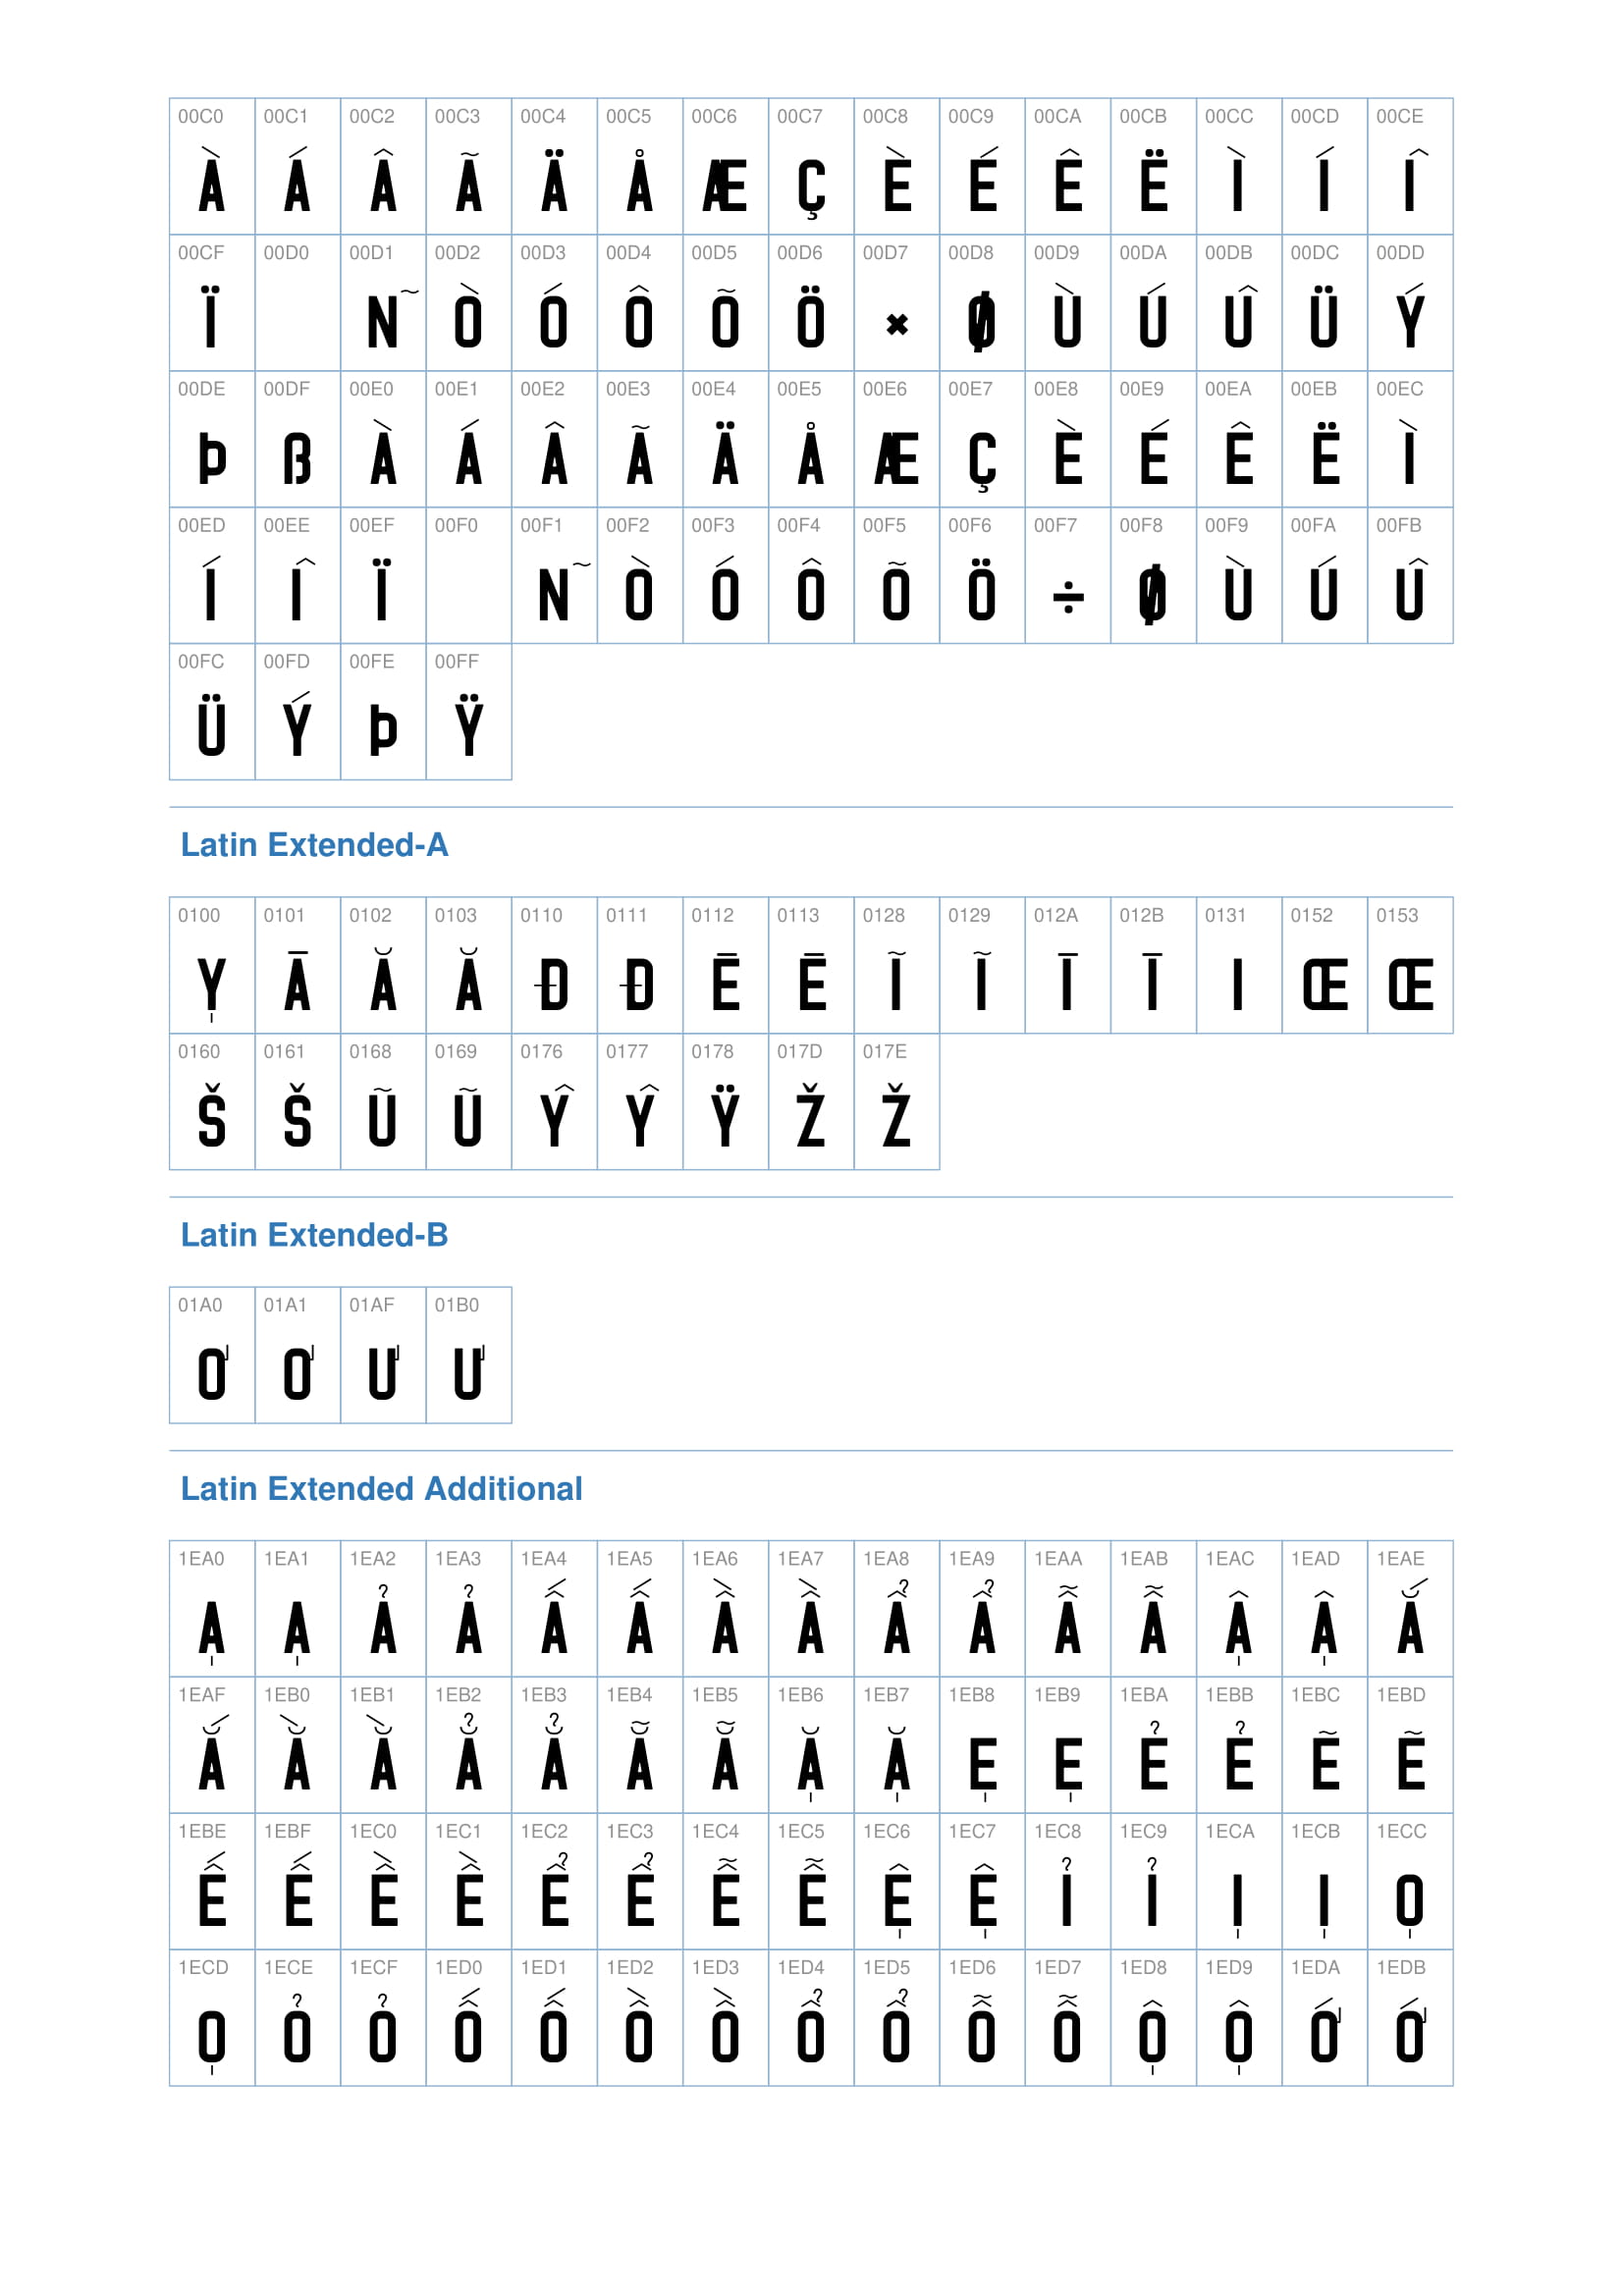 00C0 00C1 00C2 00C3 00C4 00C5 00C6 00C7 00C8 00C9 00CA 00CB 00CC 00CD 00CE
À Á Â Ã Ä Å Æ Ç È É Ê Ë Ì Í Î
00CF 00D0 00D1 00D2 00D3 00D4 00D5 00D6 00D7 00D8 00D9 00DA 00DB 00DC 00DD
Ï Ñ Ò Ó Ô Õ Ö × Ø Ù Ú Û Ü Ý
00DE 00DF 00E0 00E1 00E2 00E3 00E4 00E5 00E6 00E7 00E8 00E9 00EA 00EB 00EC
Þ ß À Á Â Ã Ä Å Æ Ç È É Ê Ë Ì
00ED 00EE 00EF 00F0 00F1 00F2 00F3 00F4 00F5 00F6 00F7 00F8 00F9 00FA 00FB
Í Î Ï Ñ Ò Ó Ô Õ Ö ÷ Ø Ù Ú Û
00FC 00FD 00FE 00FF
Ü Ý Þ Ÿ
Latin Extended-A
0100 0101 0102 0103 0110 0111 0112 0113 0128 0129 012A 012B 0131 0152 0153
Ỵ Ā Ă Ă Đ Đ Ē Ē Ĩ Ĩ Ī Ī I Œ Œ
0160 0161 0168 0169 0176 0177 0178 017D 017E
Š Š Ũ Ũ Ŷ Ŷ Ÿ Ž Ž
Latin Extended-B
01A0 01A1 01AF 01B0
Ơ Ơ Ư Ư
Latin Extended Additional
1EA0 1EA1 1EA2 1EA3 1EA4 1EA5 1EA6 1EA7 1EA8 1EA9 1EAA 1EAB 1EAC 1EAD 1EAE
Ạ Ạ Ả Ả Ấ Ấ Ầ Ầ Ẩ Ẩ Ẫ Ẫ Ậ Ậ Ắ
1EAF 1EB0 1EB1 1EB2 1EB3 1EB4 1EB5 1EB6 1EB7 1EB8 1EB9 1EBA 1EBB 1EBC 1EBD
Ắ Ằ Ằ Ẳ Ẳ Ẵ Ẵ Ặ Ặ Ẹ Ẹ Ẻ Ẻ Ẽ Ẽ
1EBE 1EBF 1EC0 1EC1 1EC2 1EC3 1EC4 1EC5 1EC6 1EC7 1EC8 1EC9 1ECA 1ECB 1ECC
Ế Ế Ề Ề Ể Ể Ễ Ễ Ệ Ệ Ỉ Ỉ Ị Ị Ọ
1ECD 1ECE 1ECF 1ED0 1ED1 1ED2 1ED3 1ED4 1ED5 1ED6 1ED7 1ED8 1ED9 1EDA 1EDB
Ọ Ỏ Ỏ Ố Ố Ồ Ồ Ổ Ổ Ỗ Ỗ Ộ Ộ Ớ Ớ